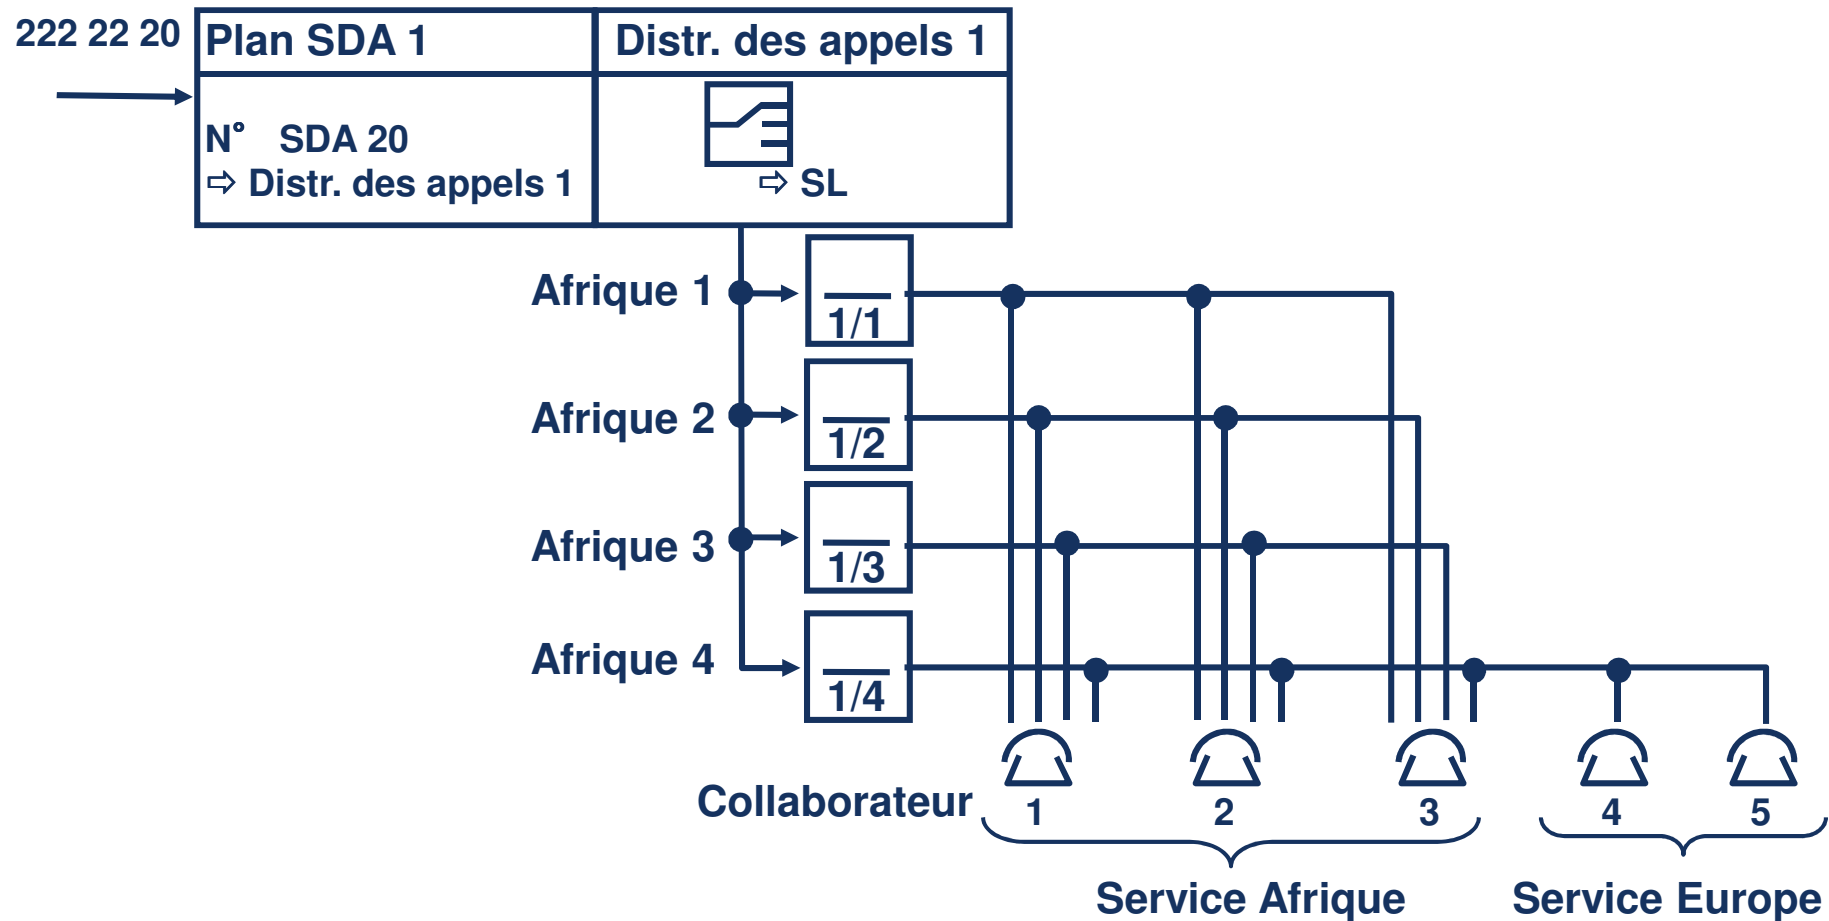 222 22 20
Plan SDA 1
Distr. des appels 1
N° SDA 20
⇨ Distr. des appels 1
⇨ SL
Afrique 1
1/1
Afrique 2
1/2
Afrique 3
1/3
Afrique 4
1/4
Collaborateur
1 2 3 4 5
Service Afrique
Service Europe